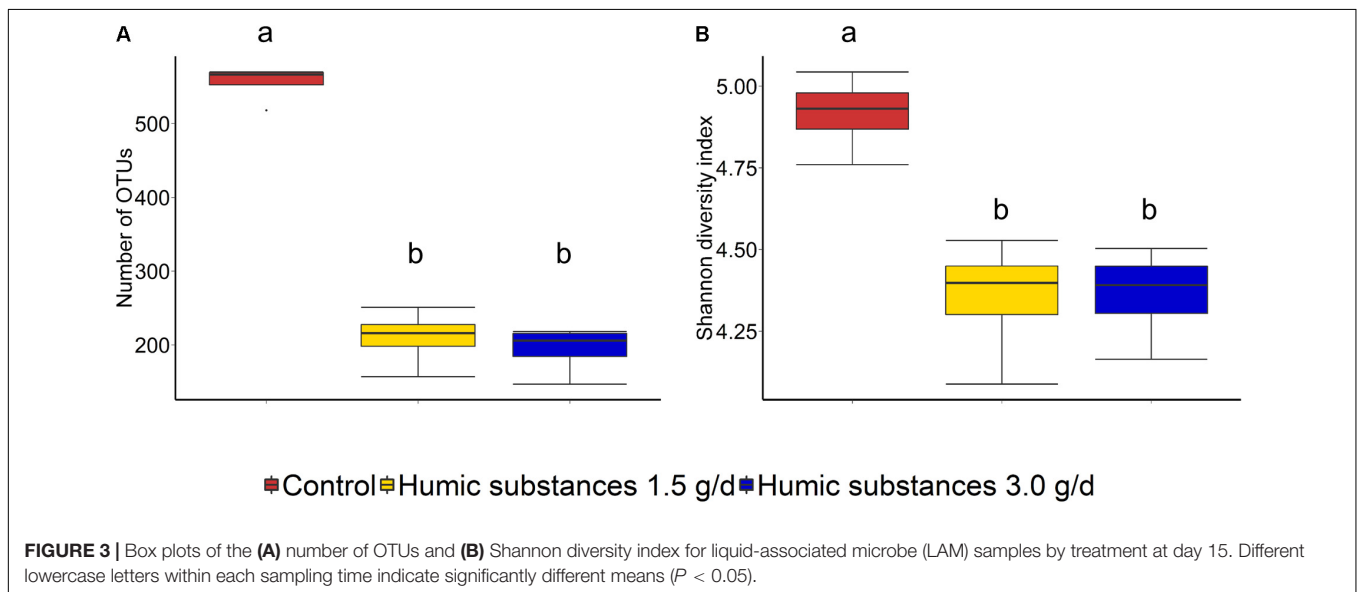 A
a
500
400
300
200
Number of OTUs
b
b
B
a
5.00
4.75
4.50
4.25
Shannon diversity index
b
b
Control Humic substances 1.5 g/d Humic substances 3.0 g/d
FIGURE 3 | Box plots of the (A) number of OTUs and (B) Shannon diversity index for liquid-associated microbe (LAM) samples by treatment at day 15. Different
lowercase letters within each sampling time indicate significantly different means (P < 0.05).